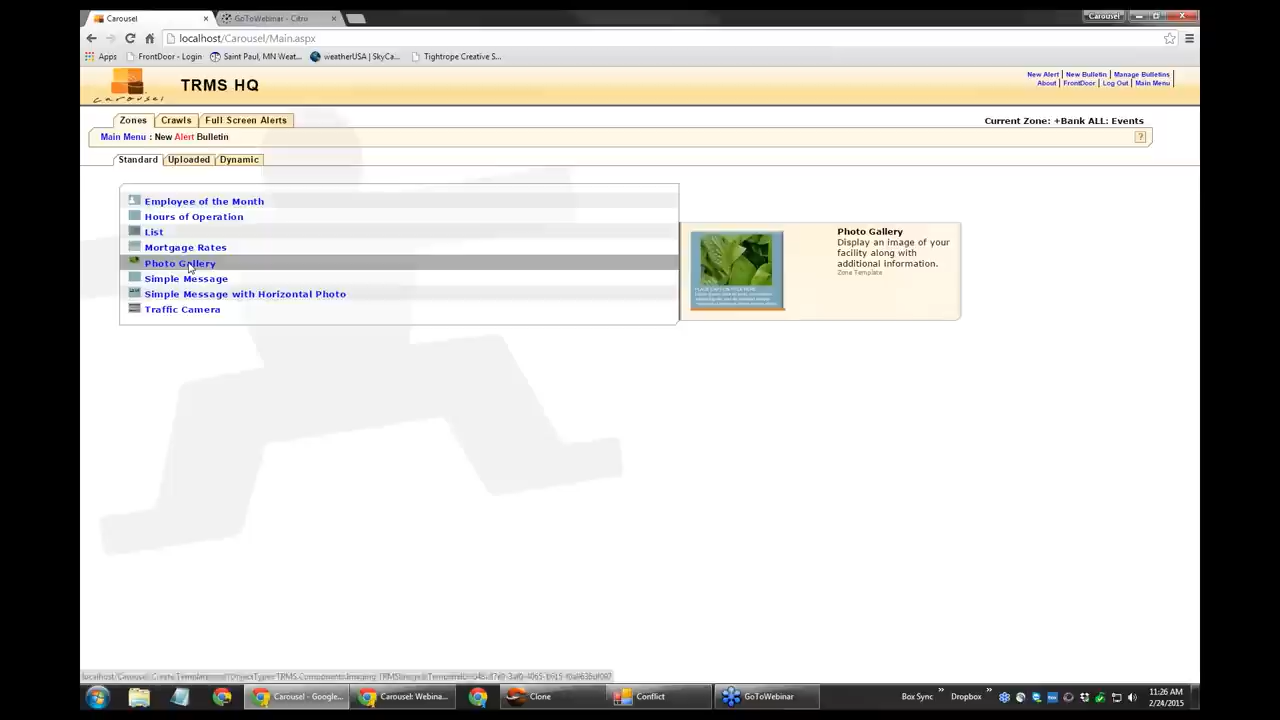 Carousel
GoToWebinar - Citru
Carousel
localhost/Carousel/Main.aspx
Apps
FrontDoor - Login
Saint Paul, MN Weat...
weatherUSA | SkyCa...
Tightrope Creative S...
carousel
TRMS HQ
New Alert | New Bulletin | Manage Bulletins |
About | FrontDoor | Log Out | Main Menu |
Zones
Crawls
Full Screen Alerts
Current Zone: +Bank ALL: Events
Main Menu : New Alert Bulletin
?
Standard
Uploaded
Dynamic
Employee of the Month
Hours of Operation
List
Mortgage Rates
Photo Gallery
Simple Message
Simple Message with Horizontal Photo
Traffic Camera
Photo Gallery
Display an image of your
facility along with
additional information.
Zone Template
Carousel - Google...
Carousel: Webina...
Clone
Conflict
GoToWebinar
Box Sync
Dropbox
11:26 AM
2/24/2015